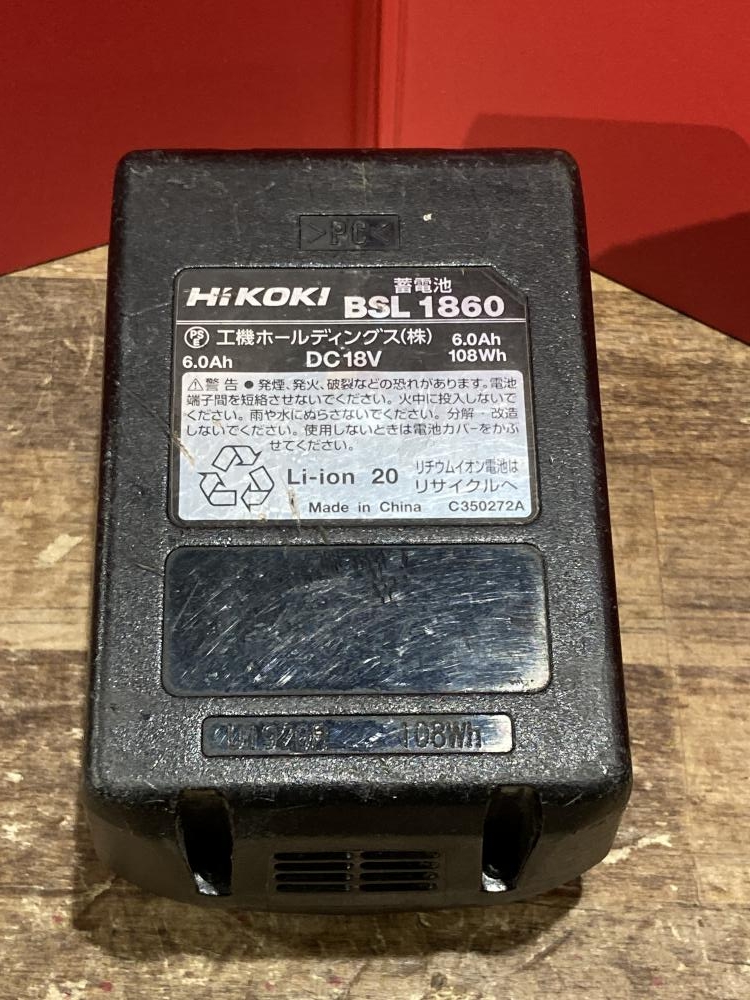 >PC<
HiKOKI 蓄電池
BSL 1860
PSE 工機ホールディングス(株) 6.0Ah
6.0Ah DC18V 108Wh
⚠警告 ● 発煙、発火、破裂などの恐れがあります。電池
端子間を短絡させないでください。火中に投入しないで
ください。雨や水にぬらさないでください。分解・改造
しないでください。使用しないときは電池カバーをかぶ
せてください。
Li-ion 20 リチウムイオン電池は
リサイクルへ
Made in China C350272A
108Wh